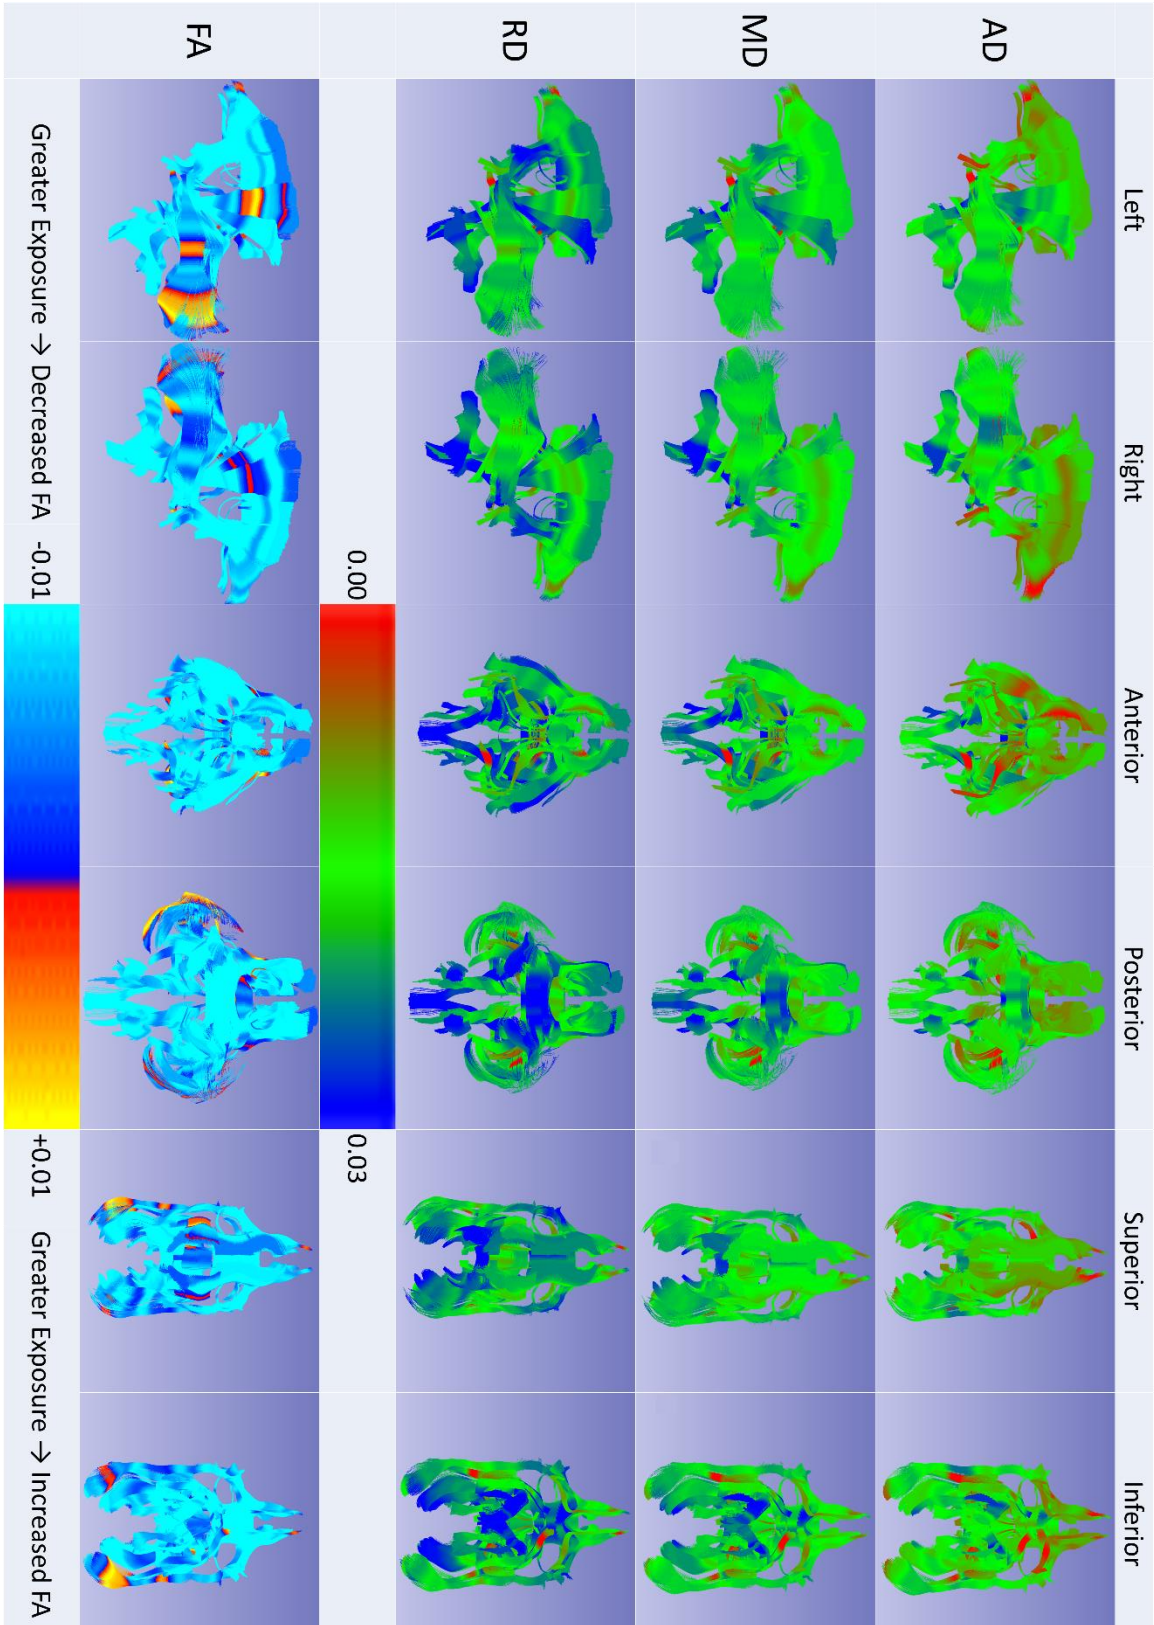 Left Right Anterior Posterior Superior Inferior
AD
MD
RD
0.00 0.03
FA
Greater Exposure → Decreased FA -0.01 +0.01 Greater Exposure → Increased FA